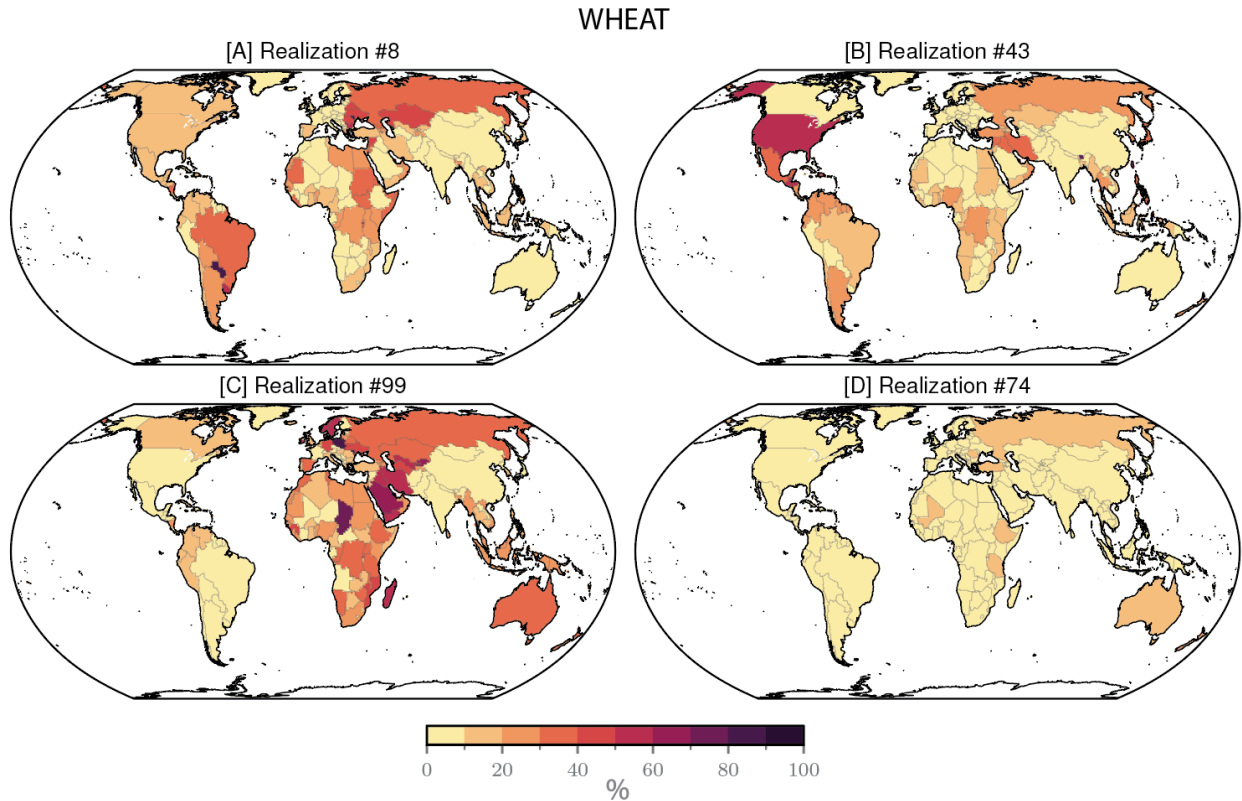 WHEAT
[A] Realization #8
[B] Realization #43
[C] Realization #99
[D] Realization #74
0 20 40 60 80 100
%